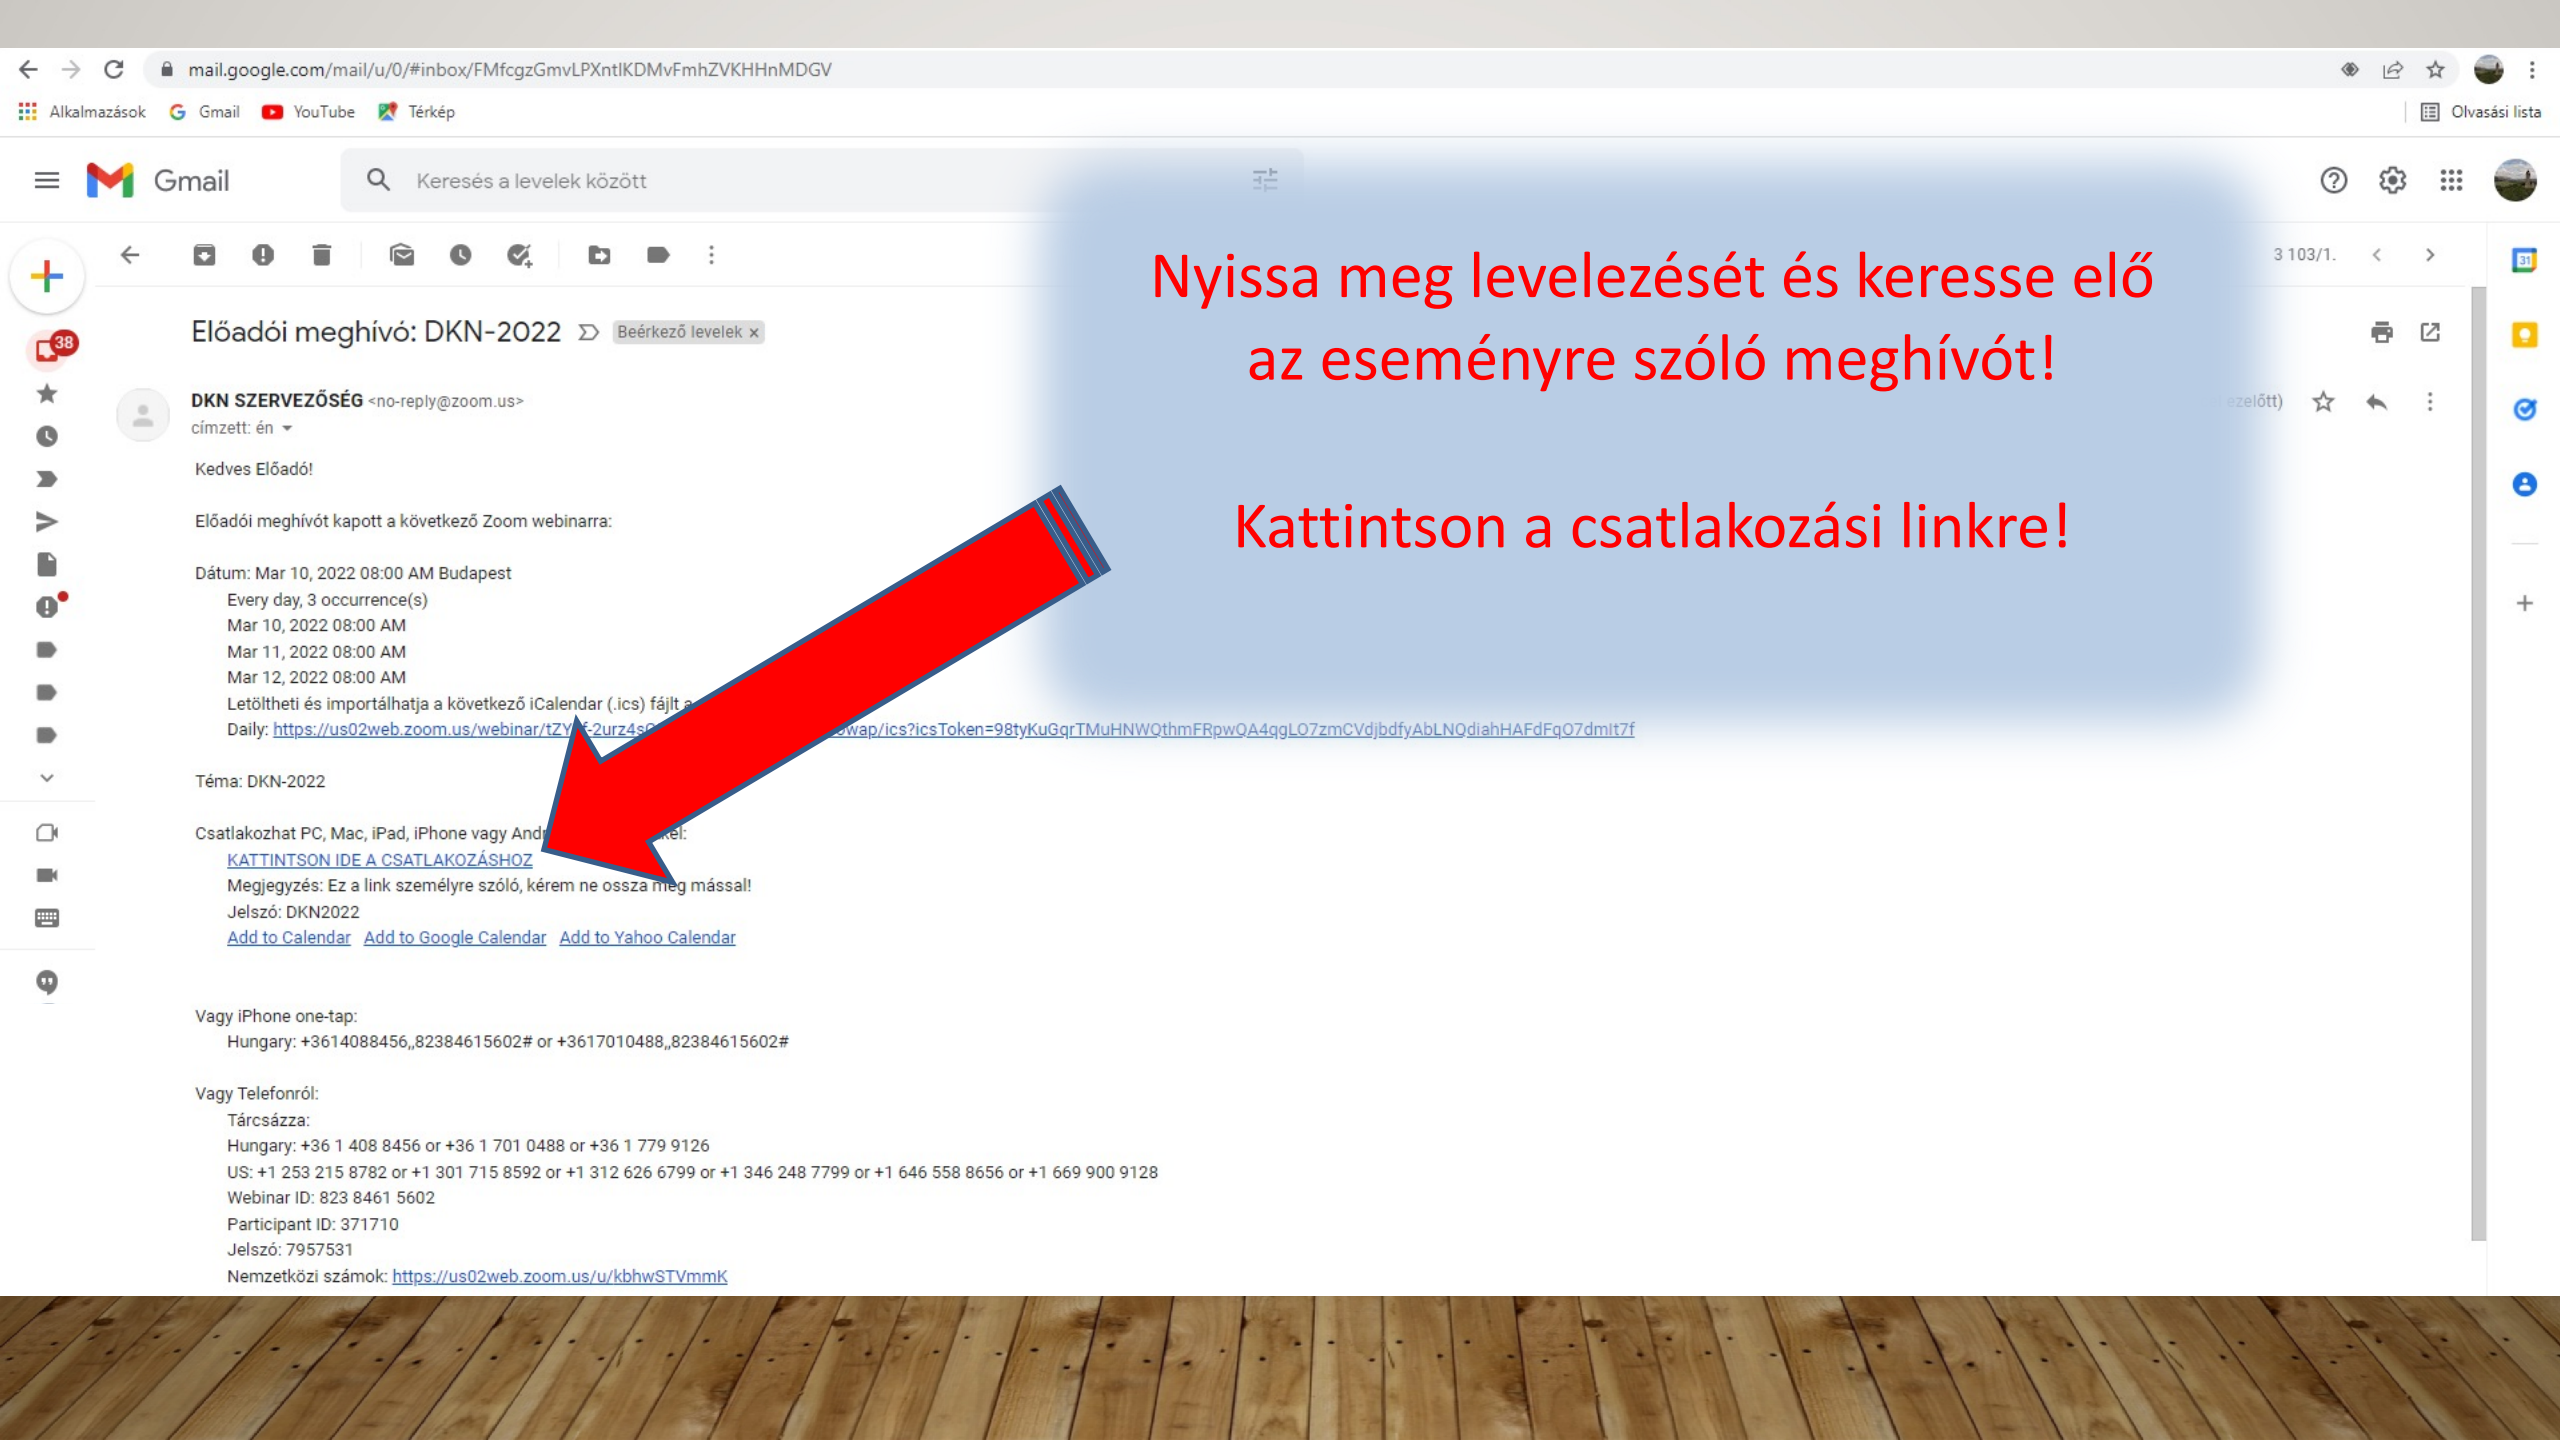 mail.google.com/mail/u/0/#inbox/FMfcgzGmvLPXntlKDMvFmhZVKHHnMDGV
Alkalmazások Gmail YouTube Térkép Olvasási lista
Gmail Keresés a levelek között
3 103/1.
31
Nyissa meg levelezését és keresse elő
az eseményre szóló meghívót!
Kattintson a csatlakozási linkre!
38
Előadói meghívó: DKN-2022 Beérkező levelek x
DKN SZERVEZŐSÉG <no-reply@zoom.us>
ezelőtt)
címzett: én
Kedves Előadó!
Előadói meghívót kapott a következő Zoom webinarra:
Dátum: Mar 10, 2022 08:00 AM Budapest
Every day, 3 occurrence(s)
Mar 10, 2022 08:00 AM
Mar 11, 2022 08:00 AM
Mar 12, 2022 08:00 AM
Letöltheti és importálhatja a következő iCalendar (.ics) fájlt
Daily: https://us02web.zoom.us/webinar/ wap/ics?icsToken=98tyKuGqrTMuHNWQthmFRpwQA4qgLO7zmCVdjbdfyAbLNQdiahHAFdFqO7dmIt7f
Téma: DKN-2022
Csatlakozhat PC, Mac, iPad, iPhone vagy
KATTINTSON IDE A CSATLAKOZÁSHOZ
Megjegyzés: Ez a link személyre szóló, kérem ne ossza meg mással!
Jelszó: DKN2022
Add to Calendar Add to Google Calendar Add to Yahoo Calendar
Vagy iPhone one-tap:
Hungary: +3614088456,,82384615602# or +3617010488,,82384615602#
Vagy Telefonról:
Tárcsázza:
Hungary: +36 1 408 8456 or +36 1 701 0488 or +36 1 779 9126
US: +1 253 215 8782 or +1 301 715 8592 or +1 312 626 6799 or +1 346 248 7799 or +1 646 558 8656 or +1 669 900 9128
Webinar ID: 823 8461 5602
Participant ID: 371710
Jelszó: 7957531
Nemzetközi számok: https://us02web.zoom.us/u/kbhwSTVmmK